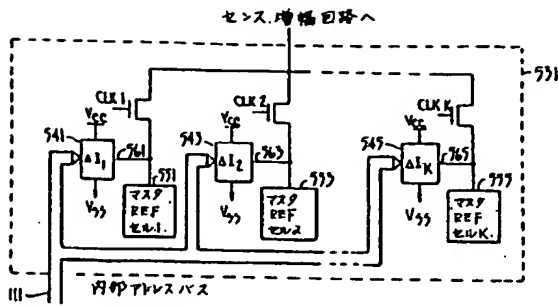 センス.増幅回路へ
531
CLK1
CLK2
CLKK
Vcc
Vcc
Vcc
541
ΔI1
561
543
ΔI2
563
545
ΔIK
565
Vss
551
Vss
553
Vss
555
マスタ
REF
セル1.
マスタ
REF
セル2
マスタ
REF
セルK.
111
内部アドレスバス